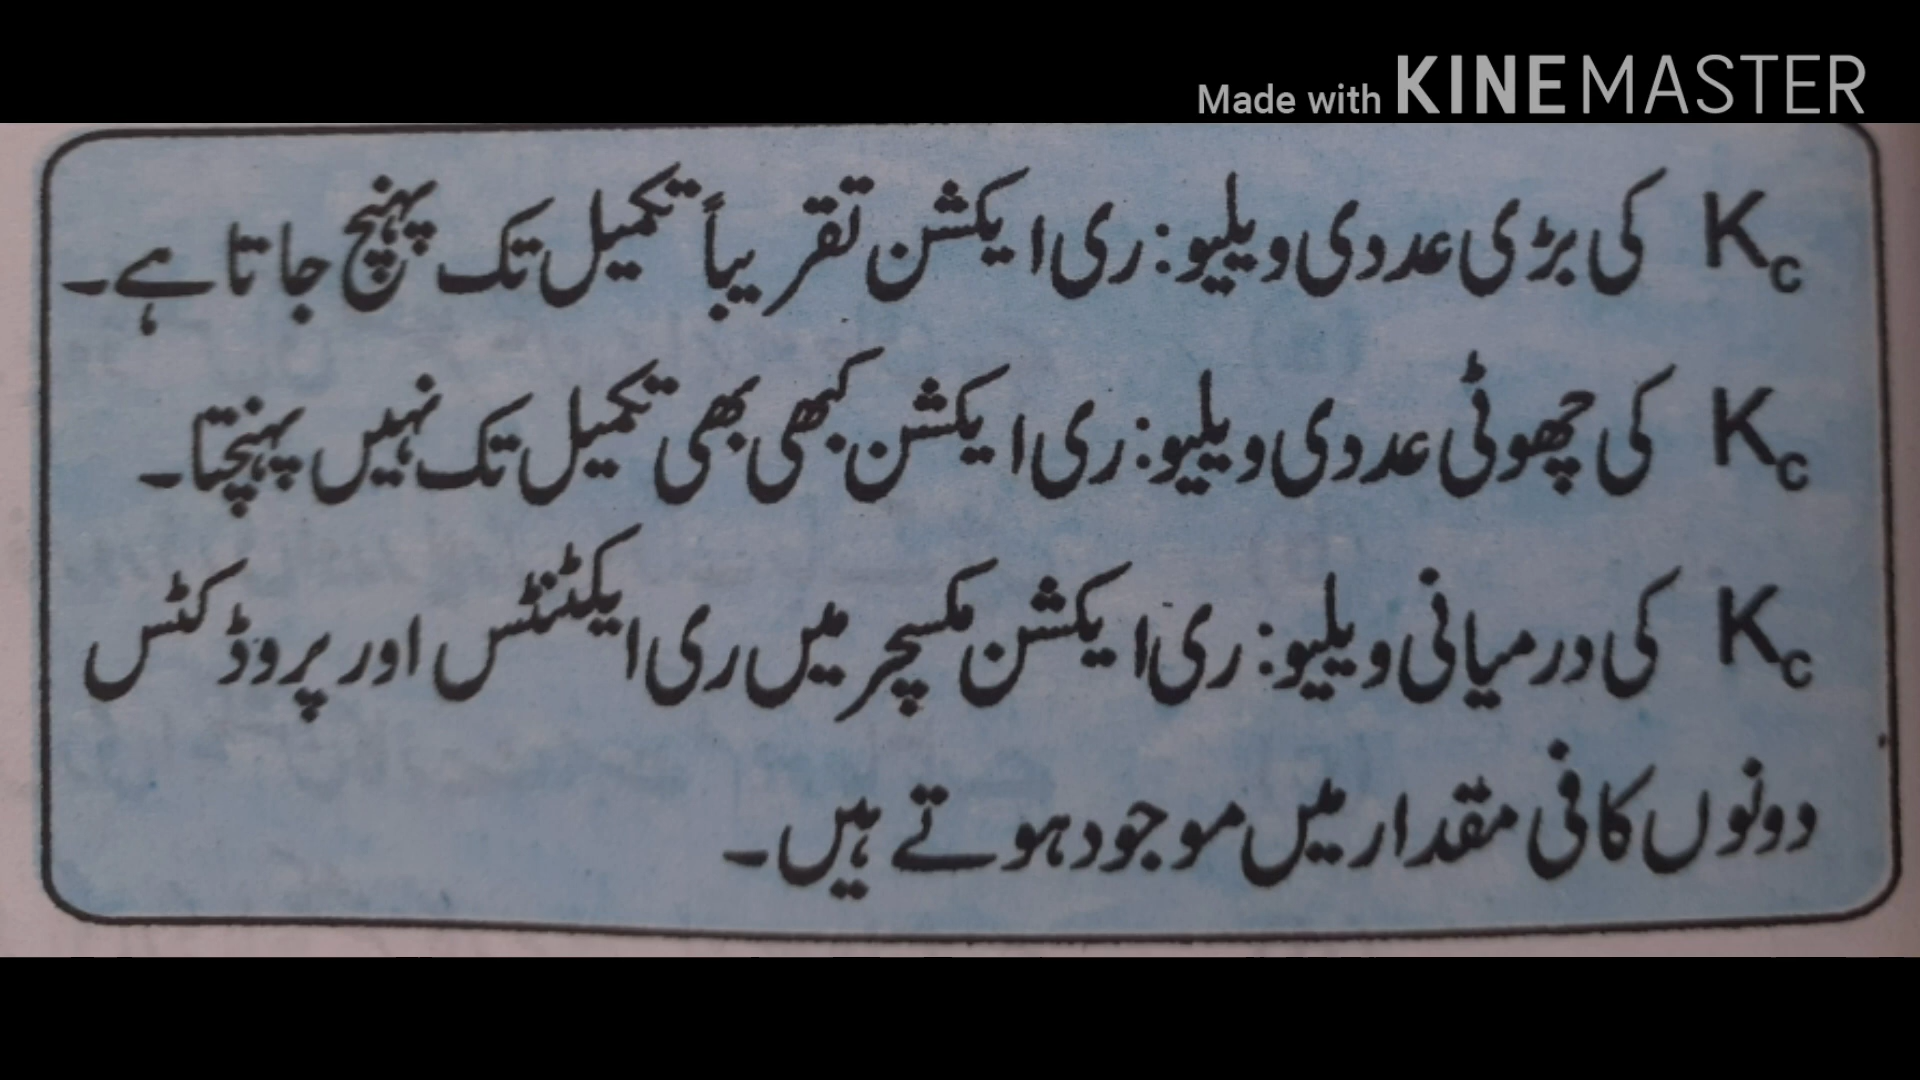 Made with KINEMASTER
Kc کی بڑی عددی ویلیو: ری ایکشن تقریباً تکمیل تک پہنچ جاتا ہے۔
Kc کی چھوٹی عددی ویلیو: ری ایکشن کبھی بھی تکمیل تک نہیں پہنچتا۔
Kc کی درمیانی ویلیو: ری ایکشن مکسچر میں ری ایکٹنٹس اور پروڈکٹس
دونوں کافی مقدار میں موجود ہوتے ہیں۔